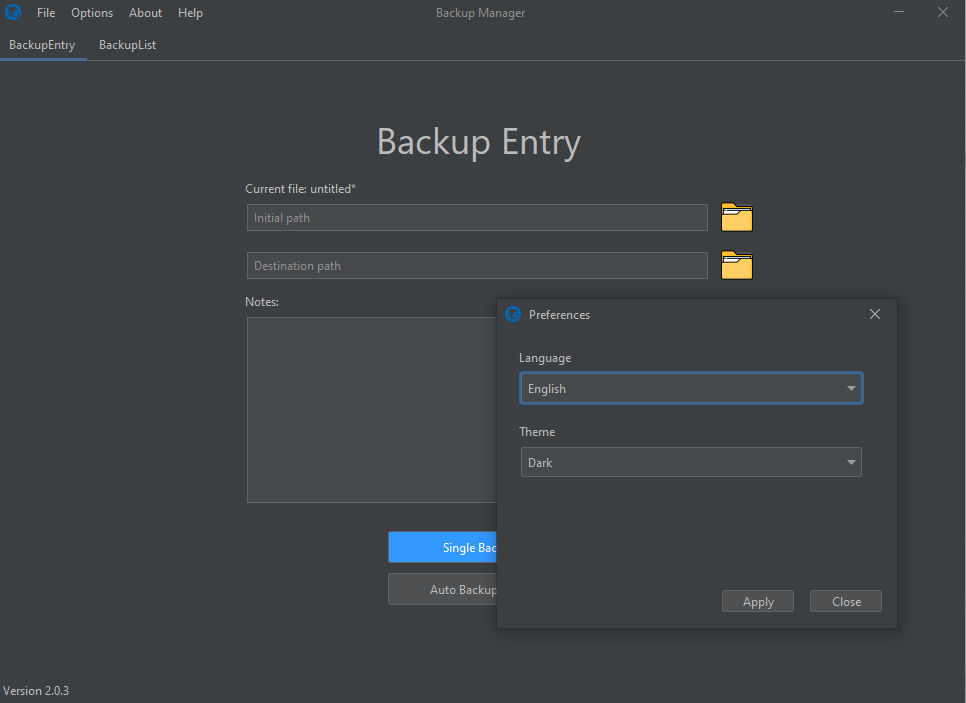 File Options About Help Backup Manager
BackupEntry BackupList
Backup Entry
Current file: untitled*
Initial path
Destination path
Notes:
Preferences
Language
English
Theme
Dark
Single Bac
Auto Backup
Apply Close
Version 2.0.3